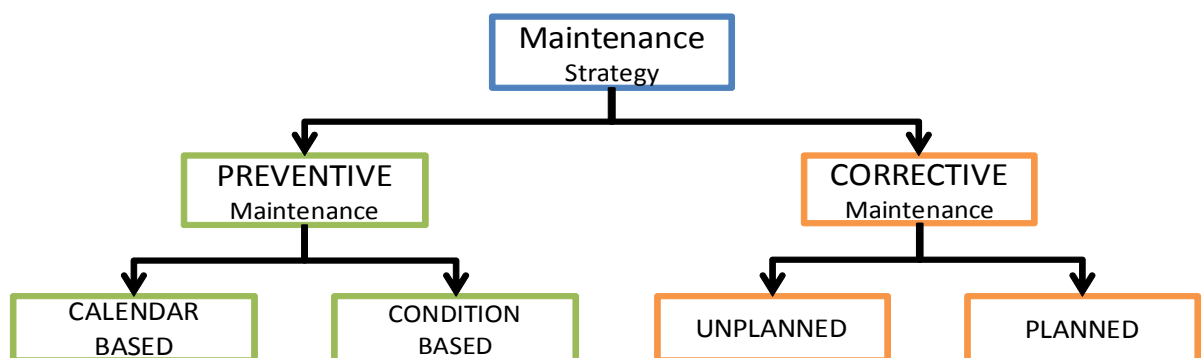 Maintenance
Strategy
PREVENTIVE
Maintenance
CORRECTIVE
Maintenance
CALENDAR
BASED
CONDITION
BASED
UNPLANNED
PLANNED